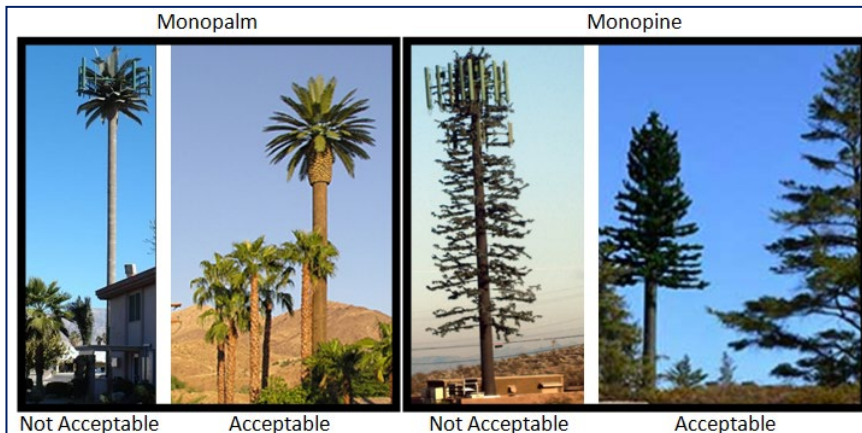 Monopalm
Monopine
Not Acceptable
Acceptable
Not Acceptable
Acceptable